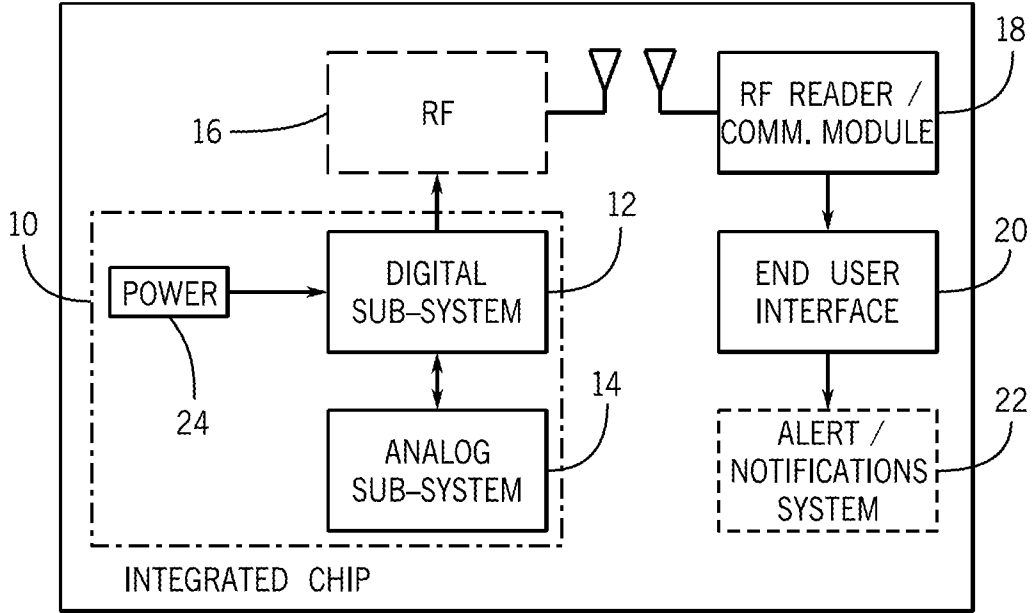 18
RF
RF READER /
COMM. MODULE
16
10
12
20
POWER
DIGITAL
SUB–SYSTEM
END USER
INTERFACE
24
14
22
ANALOG
SUB–SYSTEM
ALERT /
NOTIFICATIONS
SYSTEM
INTEGRATED CHIP